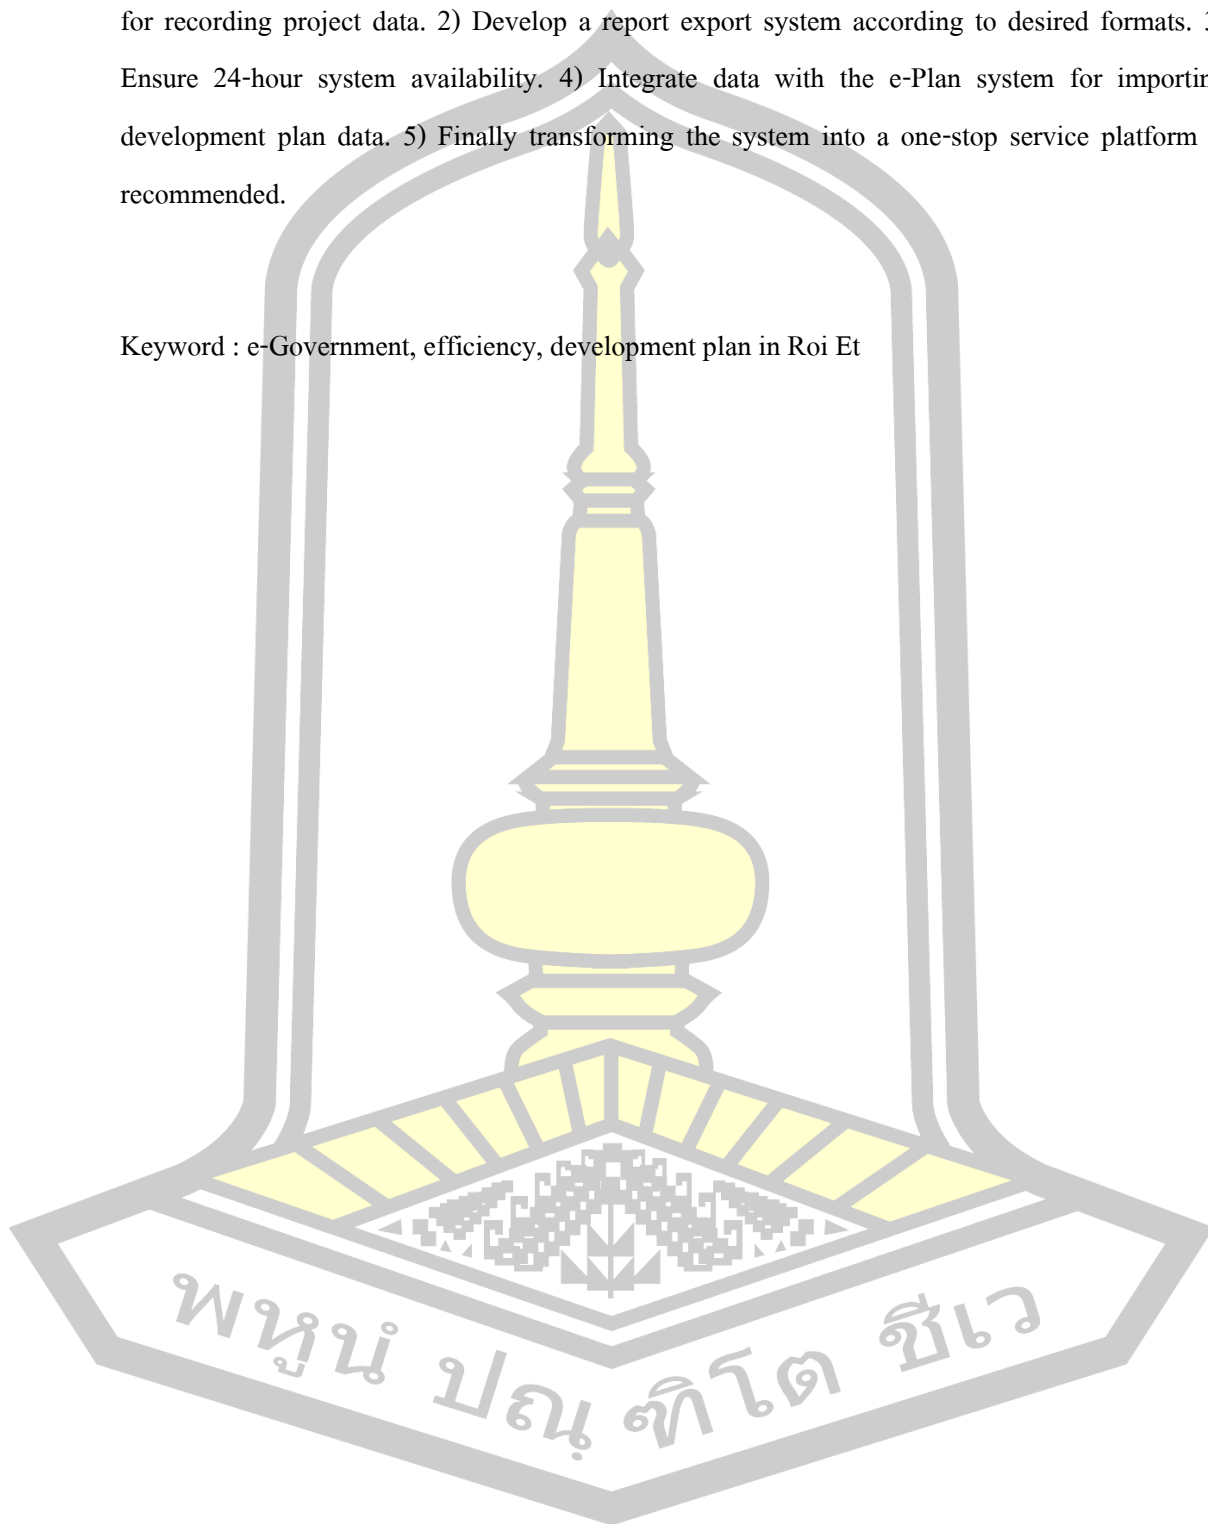 for recording project data. 2) Develop a report export system according to desired formats. 3
Ensure 24-hour system availability. 4) Integrate data with the e-Plan system for importin
development plan data. 5) Finally transforming the system into a one-stop service platform
recommended.
Keyword : e-Government, efficiency, development plan in Roi Et
พหูนํ ปณฺฑิโต ชีเว